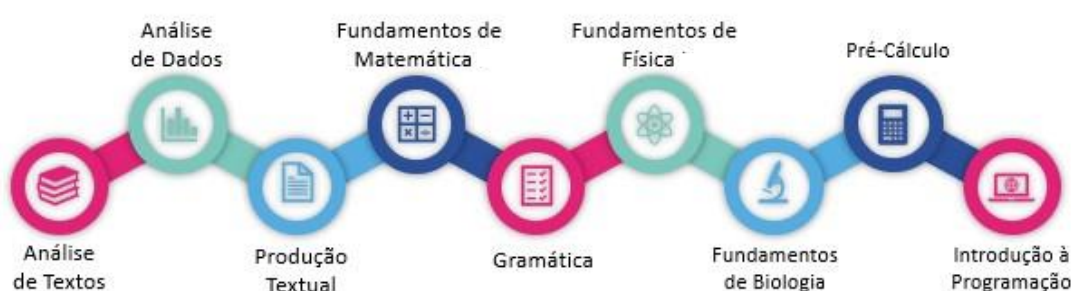 Análise
de Textos
Análise
de Dados
Produção
Textual
Fundamentos de
Matemática
Gramática
Fundamentos de
Física
Fundamentos
de Biologia
Pré-Cálculo
Introdução à
Programação